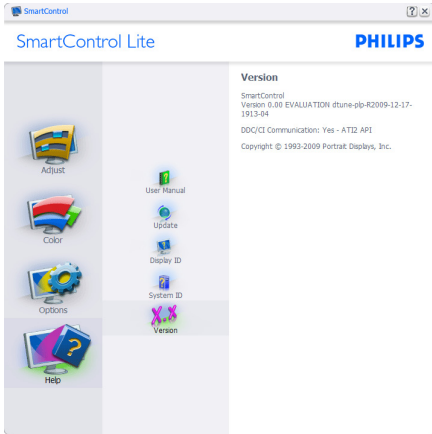 SmartControl
SmartControl Lite
PHILIPS
Adjust
Color
Options
Help
User Manual
Update
Display ID
System ID
X.X
Version
Version
SmartControl
Version 0.00 EVALUATION dtune-plp-R2009-12-17-
1913-04
DDC/CI Communication: Yes - ATI2 API
Copyright © 1993-2009 Portrait Displays, Inc.